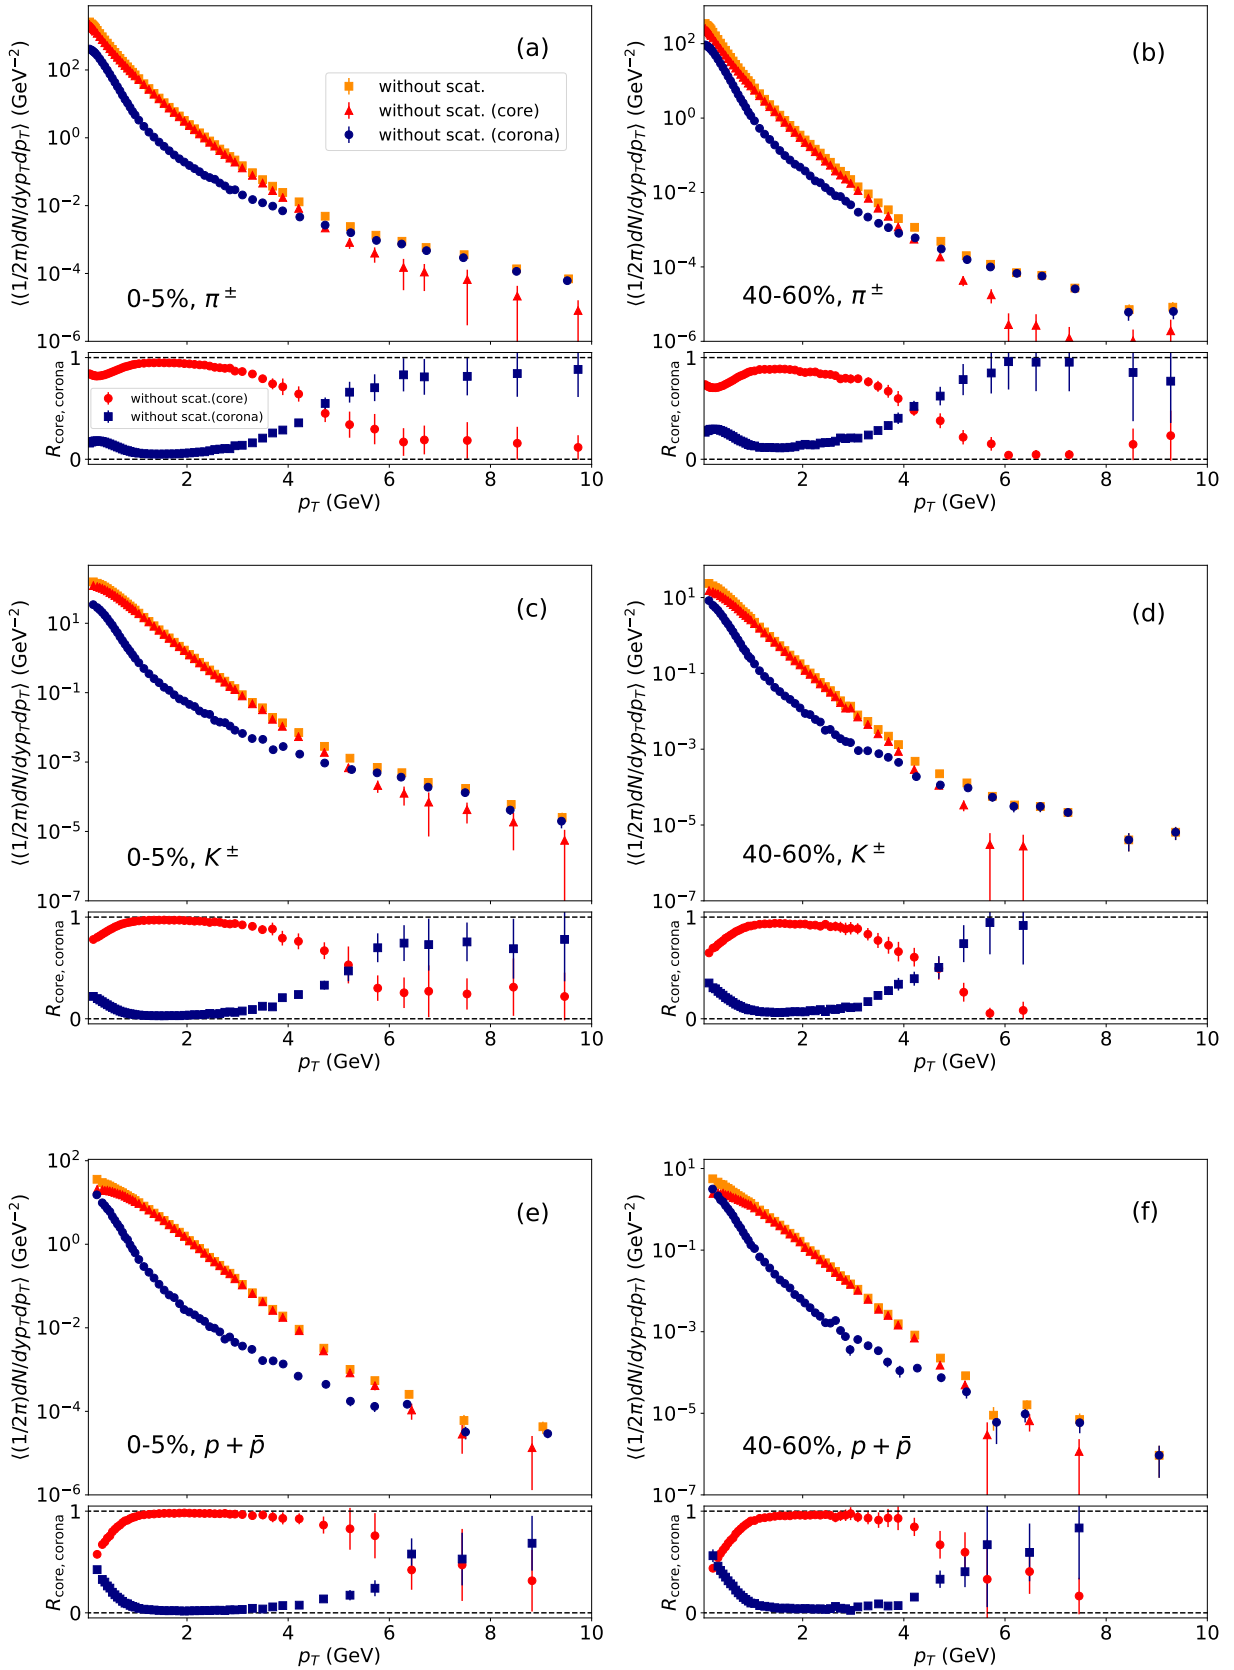 ⟨(1/2π)dN/dyp_T dp_T⟩ (GeV⁻²)
10²
10⁰
10⁻²
10⁻⁴
10⁻⁶
(a)
without scat.
without scat. (core)
without scat. (corona)
0-5%, π±
R_core, corona
1
0
without scat.(core)
without scat.(corona)
2 4 6 8 10
p_T (GeV)
⟨(1/2π)dN/dyp_T dp_T⟩ (GeV⁻²)
10²
10⁰
10⁻²
10⁻⁴
10⁻⁶
(b)
40-60%, π±
R_core, corona
1
0
2 4 6 8 10
p_T (GeV)
⟨(1/2π)dN/dyp_T dp_T⟩ (GeV⁻²)
10¹
10⁻¹
10⁻³
10⁻⁵
10⁻⁷
(c)
0-5%, K±
R_core, corona
1
0
2 4 6 8 10
p_T (GeV)
⟨(1/2π)dN/dyp_T dp_T⟩ (GeV⁻²)
10¹
10⁻¹
10⁻³
10⁻⁵
10⁻⁷
(d)
40-60%, K±
R_core, corona
1
0
2 4 6 8 10
p_T (GeV)
⟨(1/2π)dN/dyp_T dp_T⟩ (GeV⁻²)
10²
10⁰
10⁻²
10⁻⁴
10⁻⁶
(e)
0-5%, p + p̄
R_core, corona
1
0
2 4 6 8 10
p_T (GeV)
⟨(1/2π)dN/dyp_T dp_T⟩ (GeV⁻²)
10¹
10⁻¹
10⁻³
10⁻⁵
10⁻⁷
(f)
40-60%, p + p̄
R_core, corona
1
0
2 4 6 8 10
p_T (GeV)